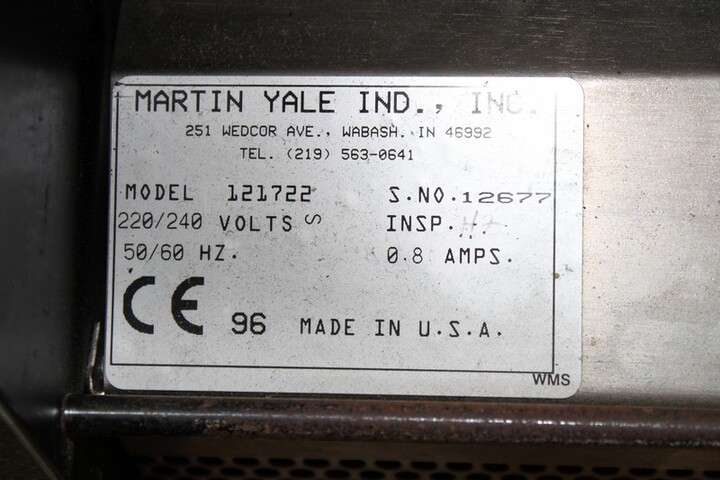 MARTIN YALE IND., INC.
251 WEDCOR AVE., WABASH. IN 46992
TEL. (219) 563-0641
MODEL 121722 S.NO. 12677
220/240 VOLTS INSP.
50/60 HZ. 0.8 AMPS.
CE 96 MADE IN U.S.A.
WMS